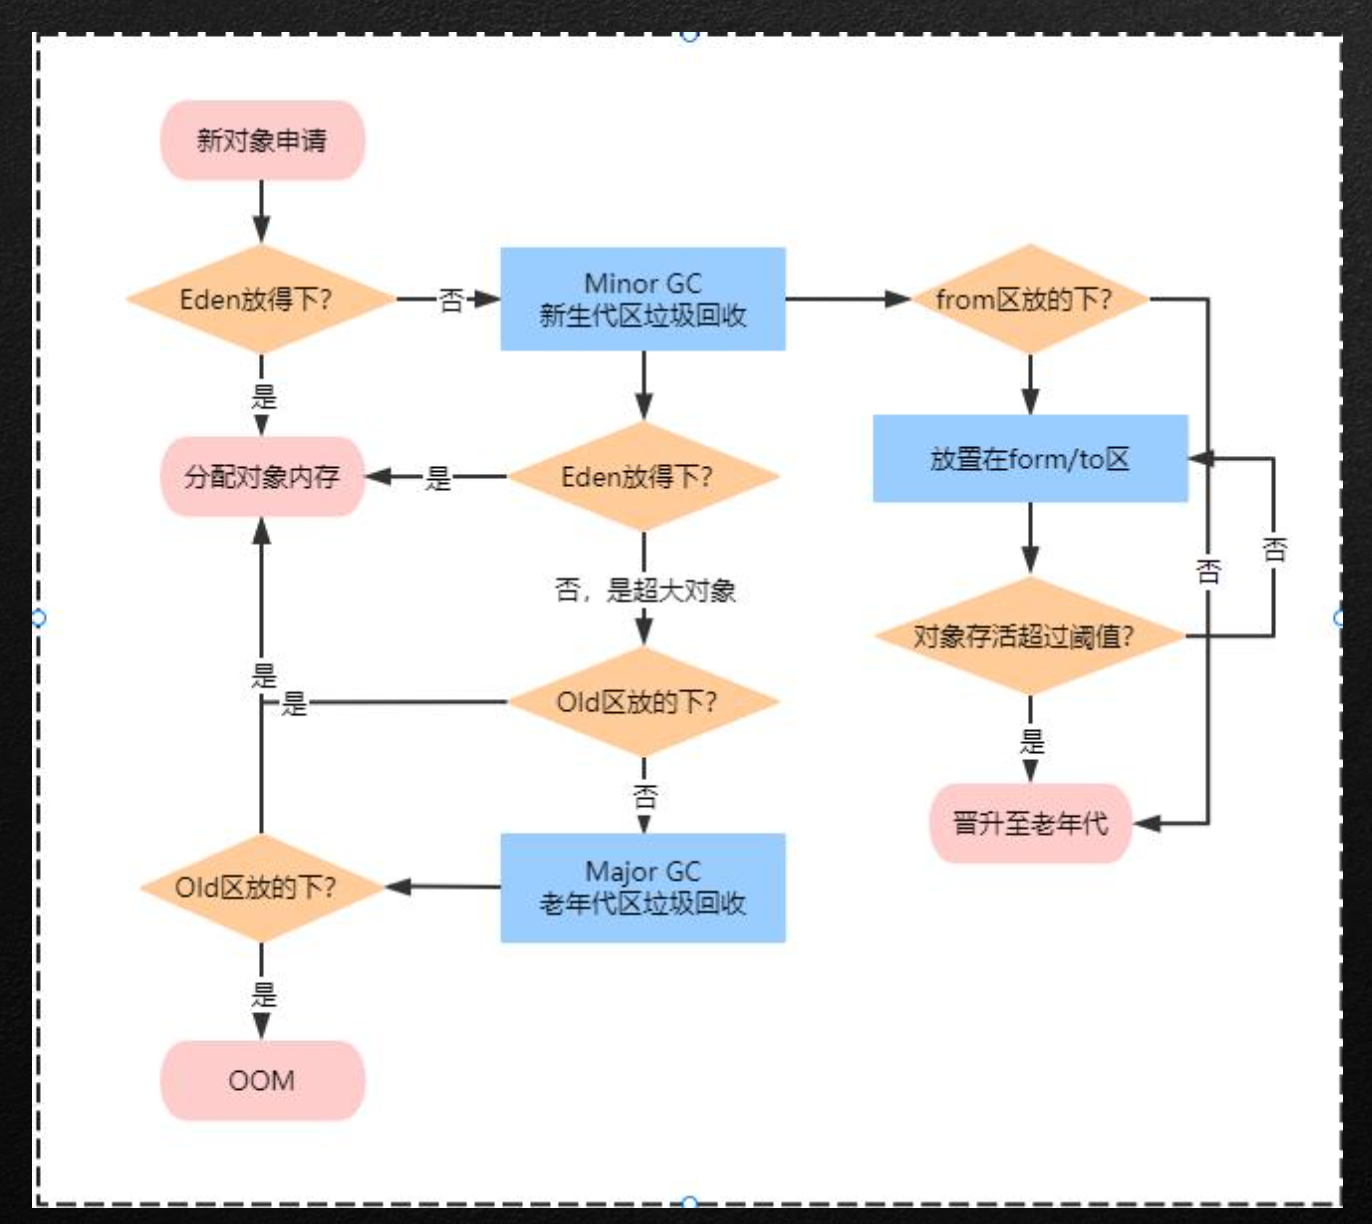 新对象申请
Eden放得下?
否
Minor GC
新生代区垃圾回收
from区放的下?
是
分配对象内存
是
Eden放得下?
放置在form/to区
否，是超大对象
否
否
对象存活超过阈值?
是
是
Old区放的下?
是
否
晋升至老年代
Old区放的下?
Major GC
老年代区垃圾回收
是
OOM